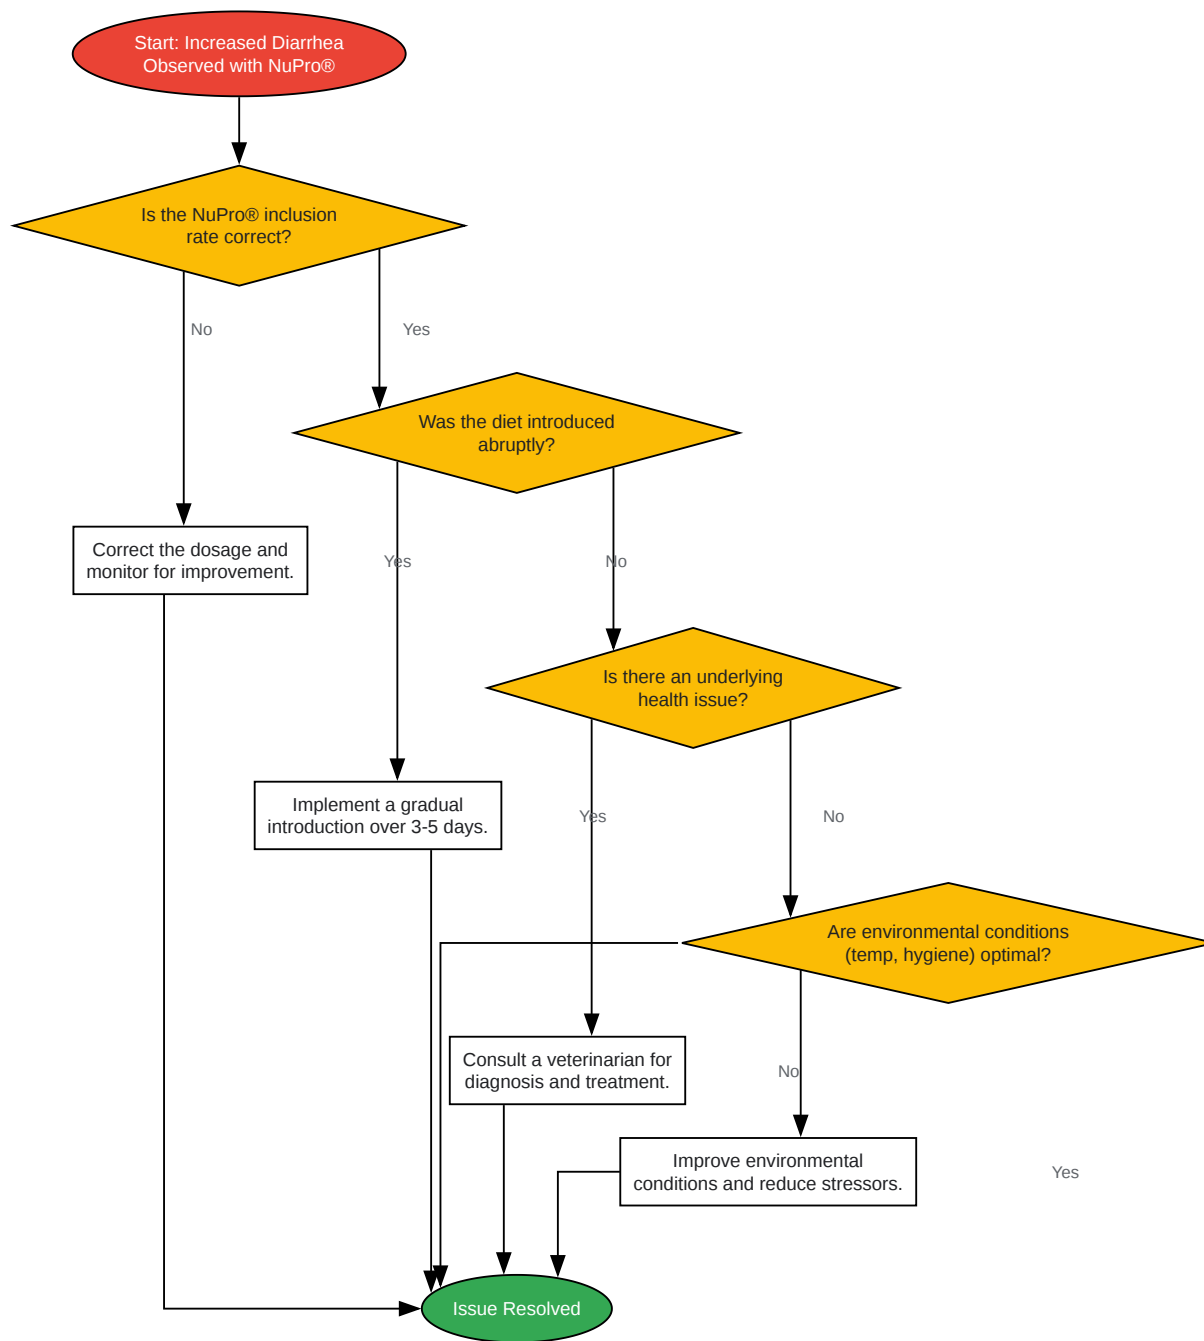 Start: Increased Diarrhea
Observed with NuPro®
Is the NuPro® inclusion
rate correct?
No
Yes
Was the diet introduced
abruptly?
Correct the dosage and
monitor for improvement.
Yes
No
Is there an underlying
health issue?
Implement a gradual
introduction over 3-5 days.
Yes
No
Are environmental conditions
(temp, hygiene) optimal?
Consult a veterinarian for
diagnosis and treatment.
No
Improve environmental
conditions and reduce stressors.
Yes
Issue Resolved